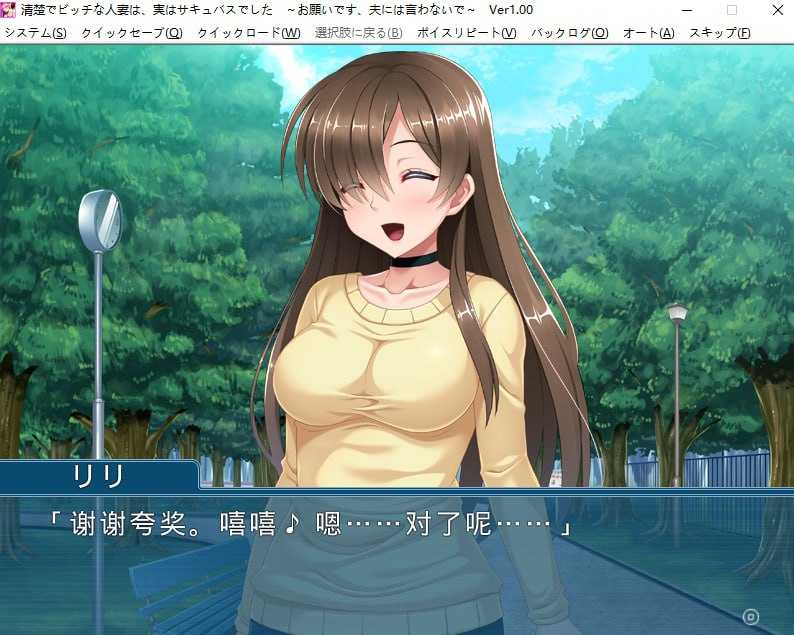 清楚でビッチな人妻は、実はサキュバスでした　～お願いです、夫には言わないで～　Ver1.00
システム(S)　クイックセーブ(Q)　クイックロード(W)　選択肢に戻る(B)　ボイスリピート(V)　バックログ(O)　オート(A)　スキップ(F)
リリ
「谢谢夸奖。嘻嘻♪ 嗯……对了呢……」